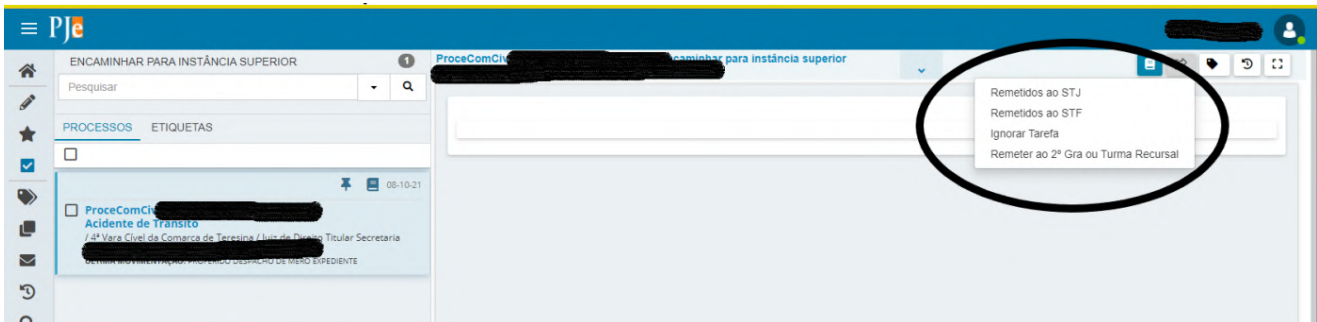 PJe
ENCAMINHAR PARA INSTÂNCIA SUPERIOR
1
Pesquisar
PROCESSOS ETIQUETAS
08-10-21
ProceComCiv
Acidente de Trânsito
/ 4ª Vara Cível da Comarca de Teresina / Juiz de Direito Titular Secretaria
ÚLTIMA MOVIMENTAÇÃO: PROFERIDO DESPACHO DE MERO EXPEDIENTE
ProceComCiv
caminhar para instância superior
Remetidos ao STJ
Remetidos ao STF
Ignorar Tarefa
Remeter ao 2º Gra ou Turma Recursal